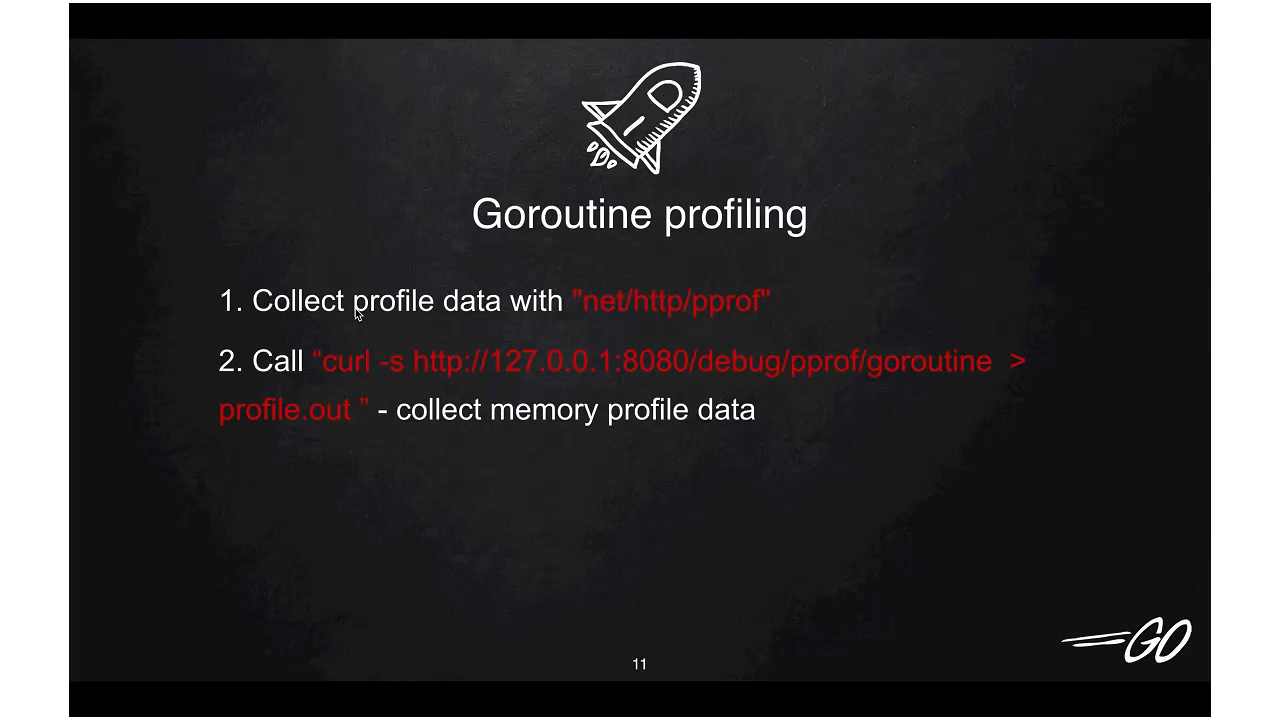 Goroutine profiling
1. Collect profile data with "net/http/pprof"
2. Call “curl -s http://127.0.0.1:8080/debug/pprof/goroutine >
profile.out ” - collect memory profile data
11
GO